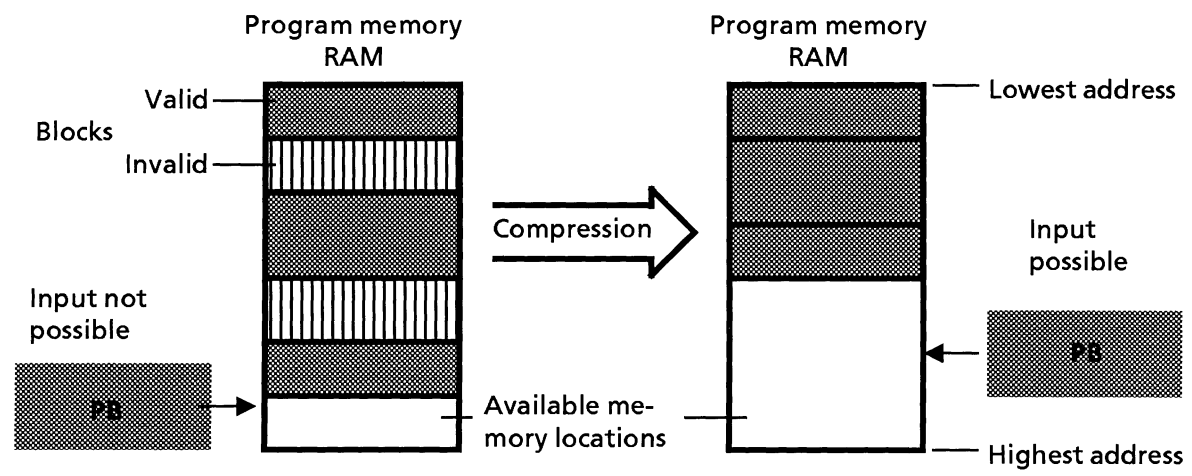 Program memory
RAM
Program memory
RAM
Valid
Blocks
Invalid
Lowest address
Compression
Input
possible
Input not
possible
PB
PB
Available me-
mory locations
Highest address